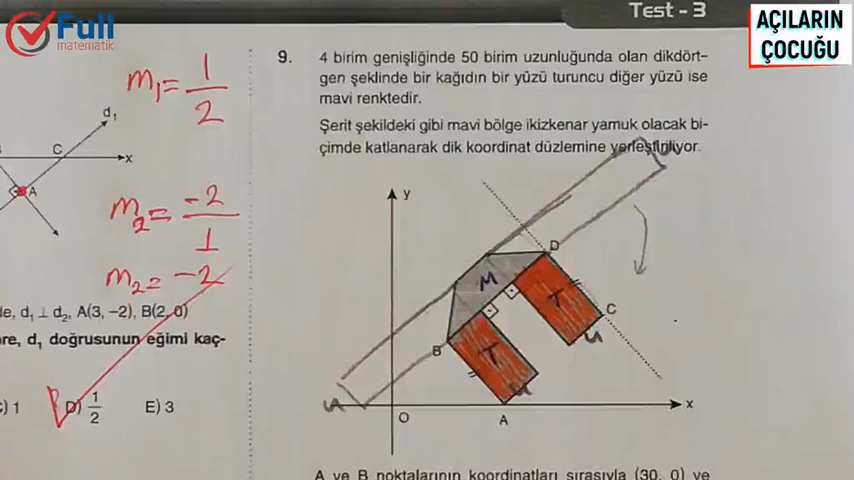 Full
matematik
Test - 3
AÇILARIN
ÇOCUĞU
m₁ = 1/2
d₁
C
x
A
m₂ = -2/1
m₂ = -2
d₁ ⊥ d₂, A(3, –2), B(2, 0)
d₁ doğrusunun eğimi kaç-
1
D) 1/2
E) 3
9. 4 birim genişliğinde 50 birim uzunluğunda olan dikdört-
gen şeklinde bir kağıdın bir yüzü turuncu diğer yüzü ise
mavi renktedir.
Şerit şekildeki gibi mavi bölge ikizkenar yamuk olacak bi-
çimde katlanarak dik koordinat düzlemine yerleştiriliyor.
y
D
M
T
C
B
T
4
4
4
x
O
A
A ve B noktalarının koordinatları sırasıyla (30, 0) ve